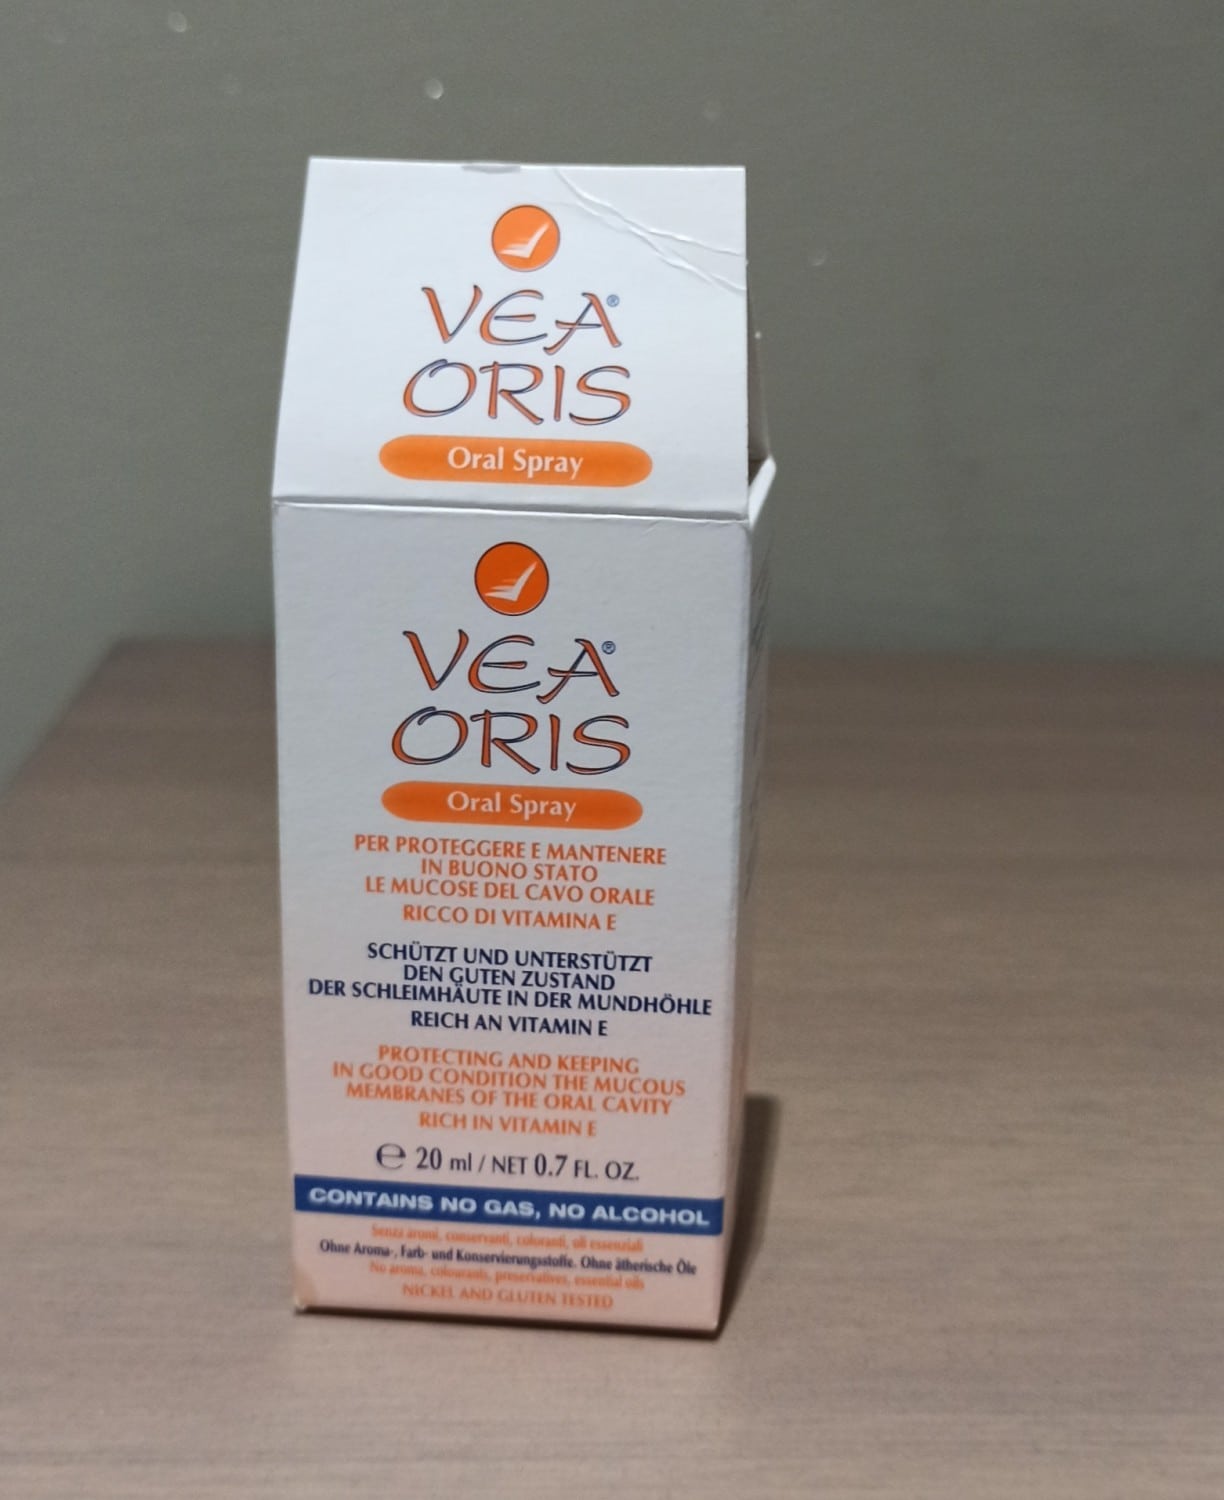 VEA®
ORIS
Oral Spray
VEA®
ORIS
Oral Spray
PER PROTEGGERE E MANTENERE
IN BUONO STATO
LE MUCOSE DEL CAVO ORALE
RICCO DI VITAMINA E
SCHÜTZT UND UNTERSTÜTZT
DEN GUTEN ZUSTAND
DER SCHLEIMHÄUTE IN DER MUNDHÖHLE
REICH AN VITAMIN E
PROTECTING AND KEEPING
IN GOOD CONDITION THE MUCOUS
MEMBRANES OF THE ORAL CAVITY
RICH IN VITAMIN E
℮ 20 ml / NET 0.7 FL. OZ.
CONTAINS NO GAS, NO ALCOHOL
Senza aromi, conservanti, coloranti, oli essenziali
Ohne Aroma-, Farb- und Konservierungsstoffe. Ohne ätherische Öle
No aroma, colourants, preservatives, essential oils
NICKEL AND GLUTEN TESTED